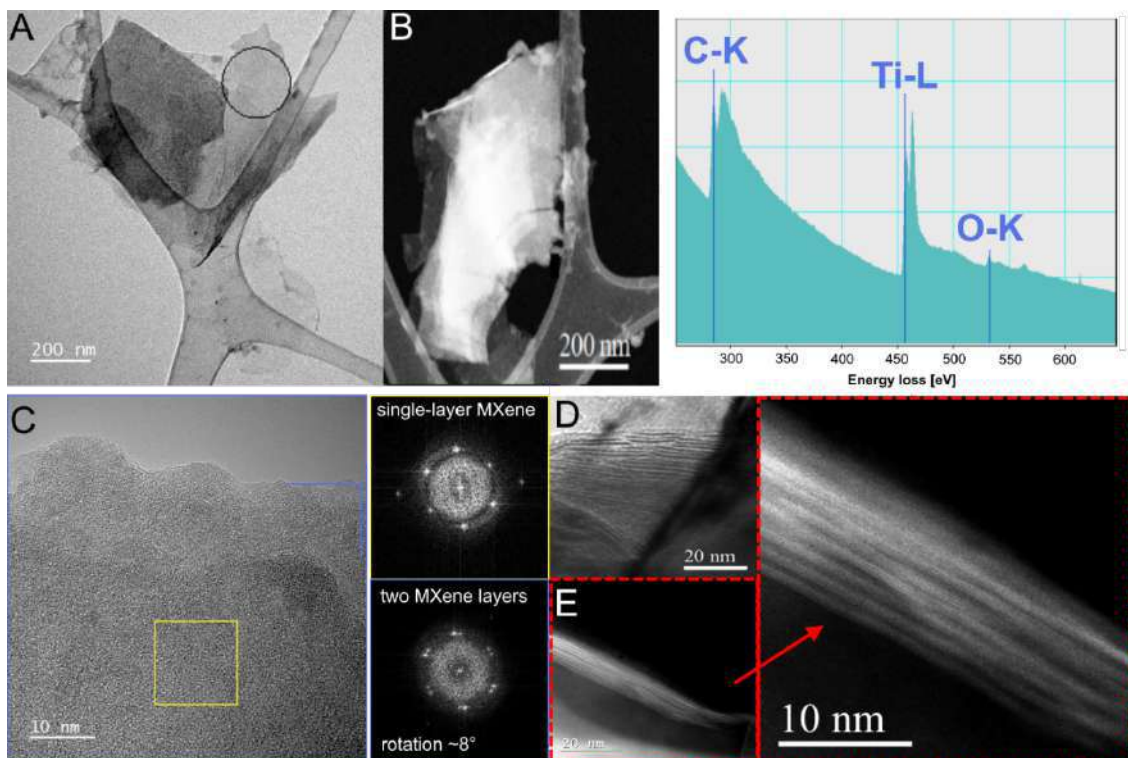 A
200 nm
B
200 nm
C-K
Ti-L
O-K
300 350 400 450 500 550 600
Energy loss [eV]
C
10 nm
single-layer MXene
two MXene layers
rotation ~8°
D
20 nm
E
20 nm
10 nm